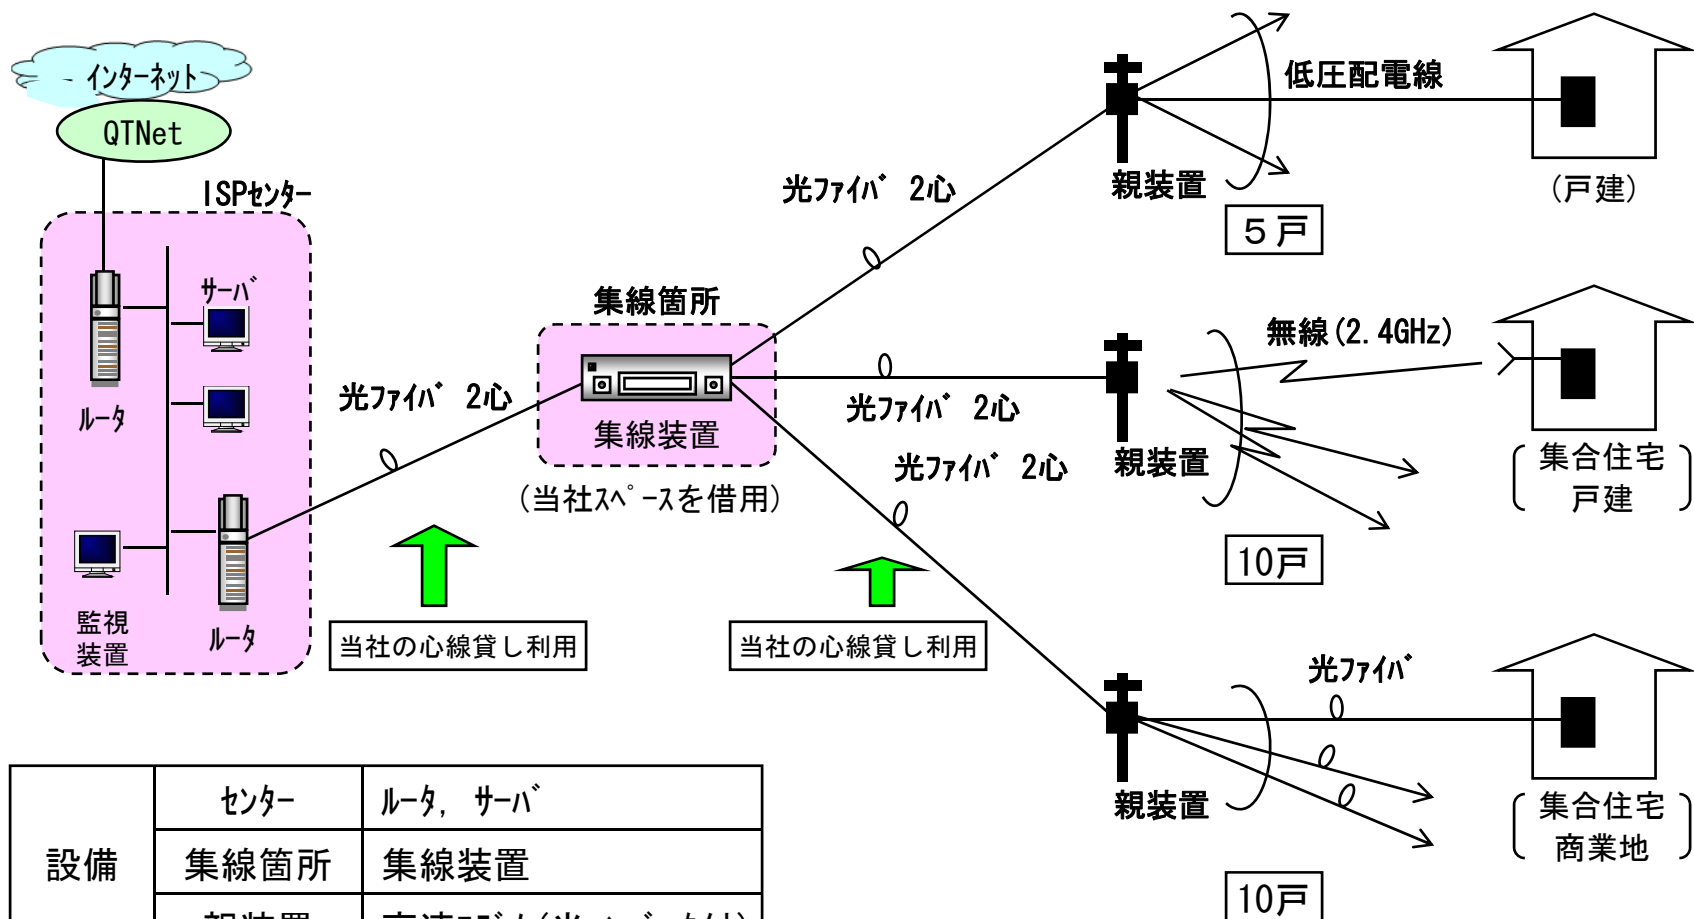 インターネット
QTNet
ISPセンター
サーバ
ルータ
監視
装置
ルータ
光ファイバ 2心
集線箇所
集線装置
(当社スペースを借用)
当社の心線貸し利用
当社の心線貸し利用
光ファイバ 2心
光ファイバ 2心
光ファイバ 2心
親装置
低圧配電線
5戸
(戸建)
親装置
無線(2.4GHz)
10戸
集合住宅
戸建
親装置
光ファイバ
10戸
集合住宅
商業地
設備
センター
ルータ, サーバ
集線箇所
集線装置